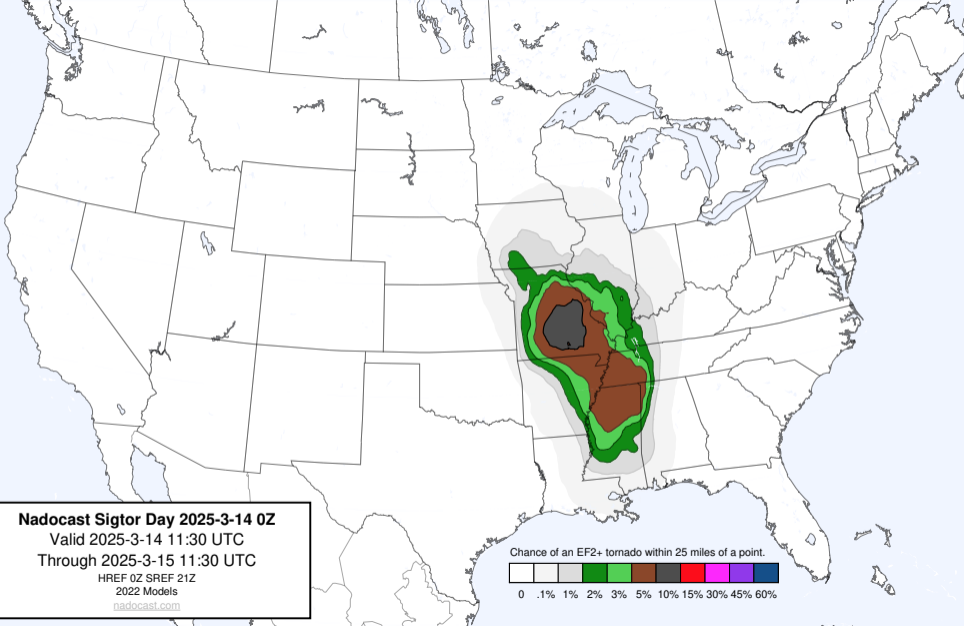 Nadocast Sigtor Day 2025-3-14 0Z
Valid 2025-3-14 11:30 UTC
Through 2025-3-15 11:30 UTC
HREF 0Z SREF 21Z
2022 Models
nadocast.com
Chance of an EF2+ tornado within 25 miles of a point.
0 .1% 1% 2% 3% 5% 10% 15% 30% 45% 60%